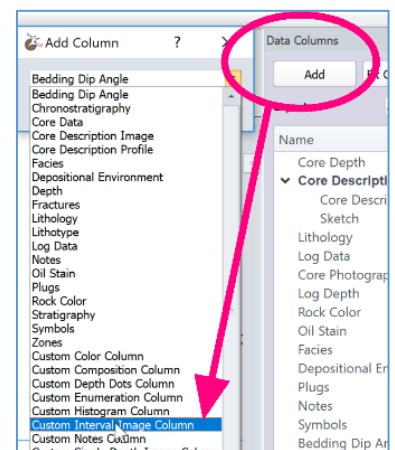 Add Column
?
Bedding Dip Angle
Bedding Dip Angle
Chronostratigraphy
Core Data
Core Description Image
Core Description Profile
Facies
Depositional Environment
Depth
Fractures
Lithology
Lithotype
Log Data
Notes
Oil Stain
Plugs
Rock Color
Stratigraphy
Symbols
Zones
Custom Color Column
Custom Composition Column
Custom Depth Dots Column
Custom Enumeration Column
Custom Histogram Column
Custom Interval Image Column
Custom Notes Column
Data Columns
Add
Name
Core Depth
Core Descripti
Core Descri
Sketch
Lithology
Log Data
Core Photograp
Log Depth
Rock Color
Oil Stain
Facies
Depositional Er
Plugs
Notes
Symbols
Bedding Dip Ar